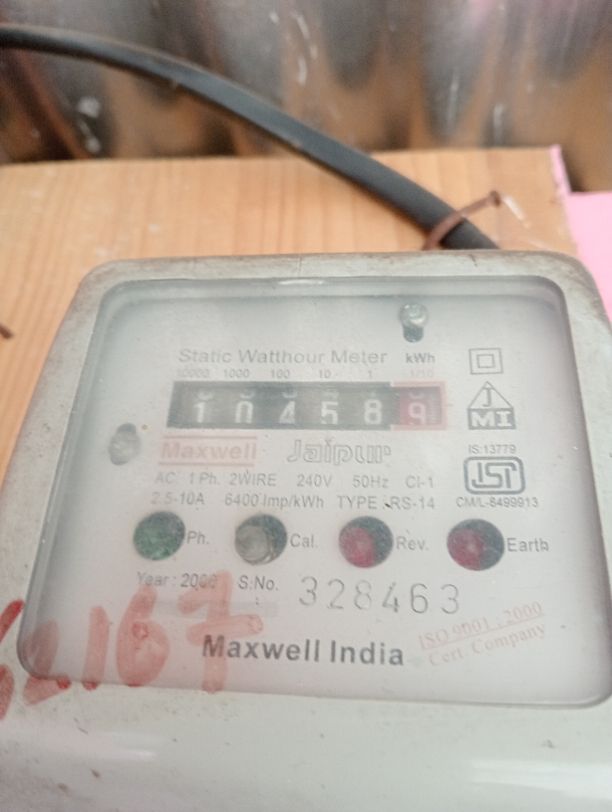 Static Watthour Meter kWh
10000 1000 100 10 1 1/10
1 0 4 5 8 9
J
MI
Maxwell Jaipur
IS:13779
ISI
AC 1 Ph. 2WIRE 240V 50Hz Cl-1
2.5-10A 6400 Imp/kWh TYPE : RS-14
CM/L-8499913
Ph. Cal. Rev. Earth
Year : S.No. 328463
ISO 9001 : 2000
Cert. Company
Maxwell India